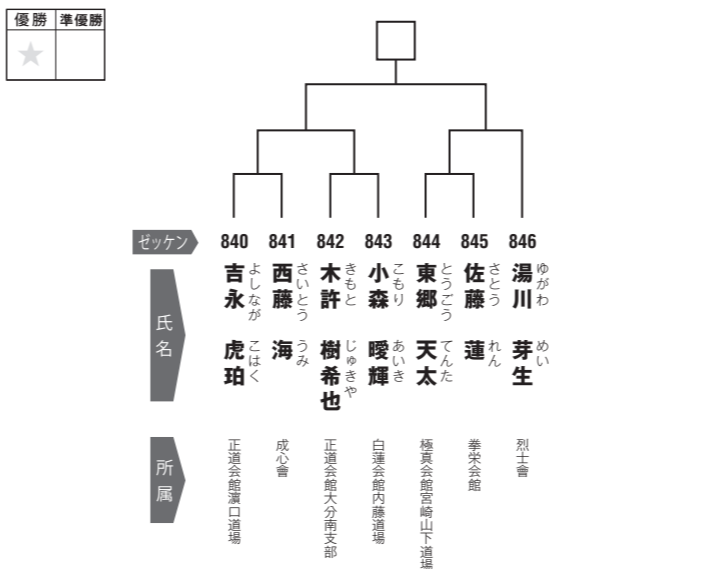 優勝 準優勝
★
ゼッケン 840 841 842 843 844 845 846
氏名
吉永 虎珀 よしなが こはく
西藤 海 さいとう うみ
木許 樹希也 きもと じゅきや
小森 曖輝 こもり あいき
東郷 天太 とうごう てんた
佐藤 蓮 さとう れん
湯川 芽生 ゆがわ めい
所属
正道会館濵口道場
成心會
正道会館大分南支部
白蓮会館内藤道場
極真会館宮崎山下道場
拳栄会館
烈士會